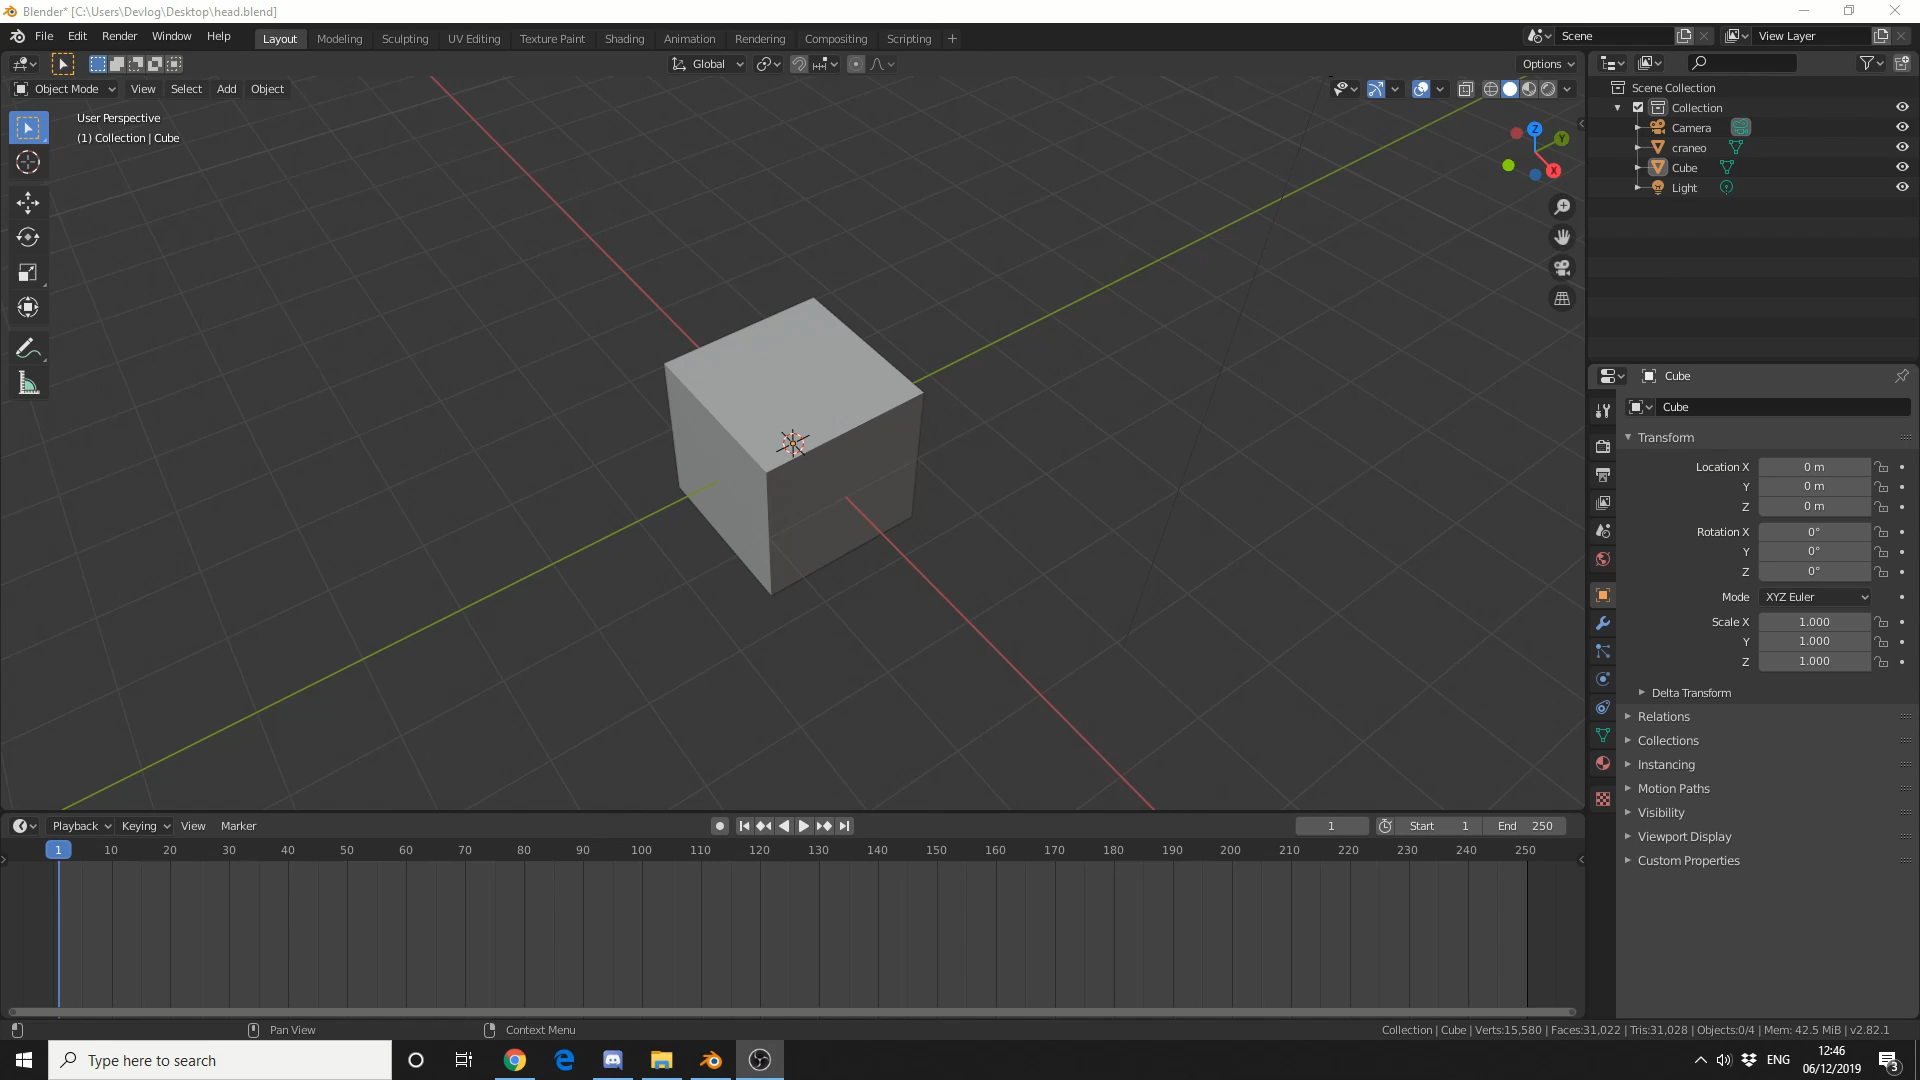 Blender* [C:\Users\Devlog\Desktop\head.blend]
File Edit Render Window Help Layout Modeling Sculpting UV Editing Texture Paint Shading Animation Rendering Compositing Scripting + Scene View Layer
Global Options
Object Mode View Select Add Object
User Perspective
(1) Collection | Cube
Z
Y
X
Scene Collection
Collection
Camera
craneo
Cube
Light
Cube
Cube
Transform
Location X 0 m
Y 0 m
Z 0 m
Rotation X 0°
Y 0°
Z 0°
Mode XYZ Euler
Scale X 1.000
Y 1.000
Z 1.000
Delta Transform
Relations
Collections
Instancing
Motion Paths
Visibility
Viewport Display
Custom Properties
Playback Keying View Marker 1 Start 1 End 250
1 10 20 30 40 50 60 70 80 90 100 110 120 130 140 150 160 170 180 190 200 210 220 230 240 250
Pan View Context Menu Collection | Cube | Verts:15,580 | Faces:31,022 | Tris:31,028 | Objects:0/4 | Mem: 42.5 MiB | v2.82.1
Type here to search
ENG
12:46
06/12/2019
3